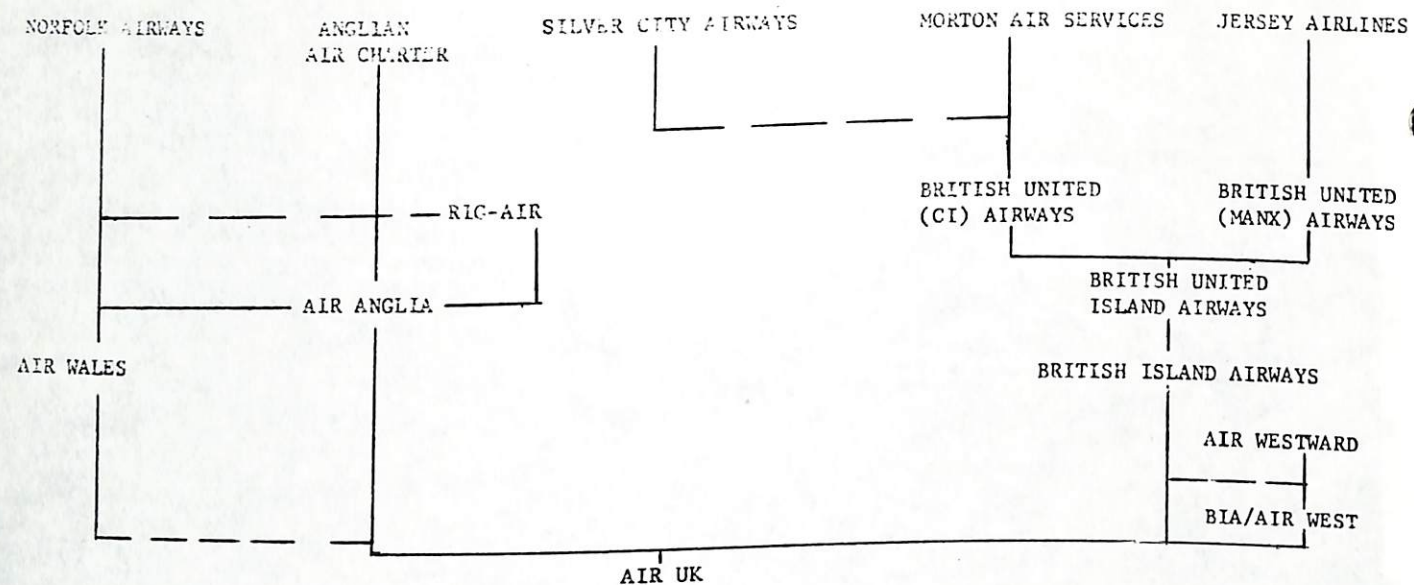 NORFOLK AIRWAYS
ANGLIAN
AIR CHARTER
SILVER CITY AIRWAYS
MORTON AIR SERVICES
JERSEY AIRLINES
RIG-AIR
BRITISH UNITED
(CI) AIRWAYS
BRITISH UNITED
(MANX) AIRWAYS
AIR ANGLIA
BRITISH UNITED
ISLAND AIRWAYS
AIR WALES
BRITISH ISLAND AIRWAYS
AIR WESTWARD
BIA/AIR WEST
AIR UK